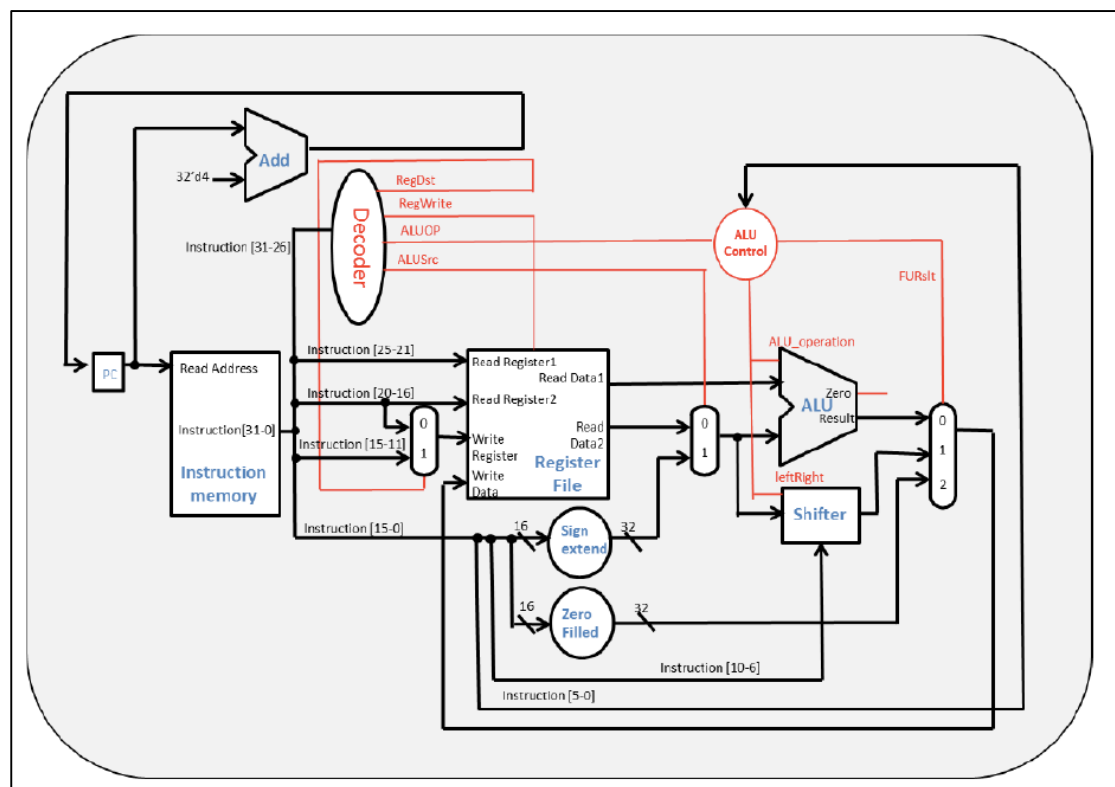 Add
32'd4
RegDst
RegWrite
ALUOP
ALUSrc
Decoder
Instruction [31-26]
ALU
Control
FURslt
PC
Read Address
Instruction[31-0]
Instruction
memory
Instruction [25-21]
Instruction [20-16]
Instruction [15-11]
0
1
Read Register1
Read Data1
Read Register2
Read
Data2
Write
Register
Write
Data
Register
File
0
1
ALU_operation
Zero
ALU
Result
leftRight
Shifter
0
1
2
Instruction [15-0]
16
Sign
extend
32
16
Zero
Filled
32
Instruction [10-6]
Instruction [5-0]